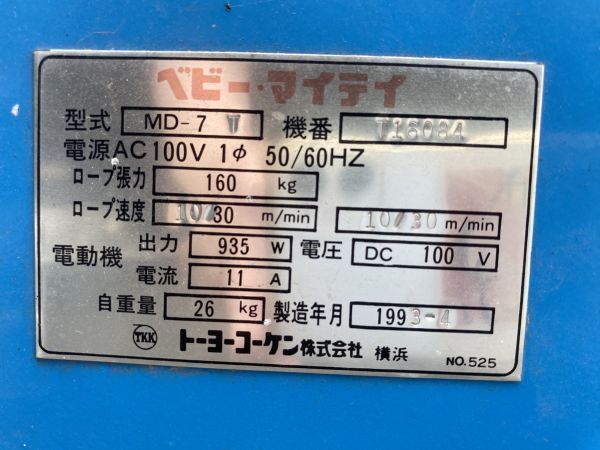 ベビー・マイティ
型式 MD-7 T 機番 T16084
電源AC100V 1φ 50/60HZ
ロープ張力 160 kg
ロープ速度 10/30 m/min 10/30 m/min
電動機 出力 935 W 電圧 DC 100 V
電流 11 A
自重量 26 kg 製造年月 1993-4
TKK トーヨーコーケン株式会社 横浜 NO.525